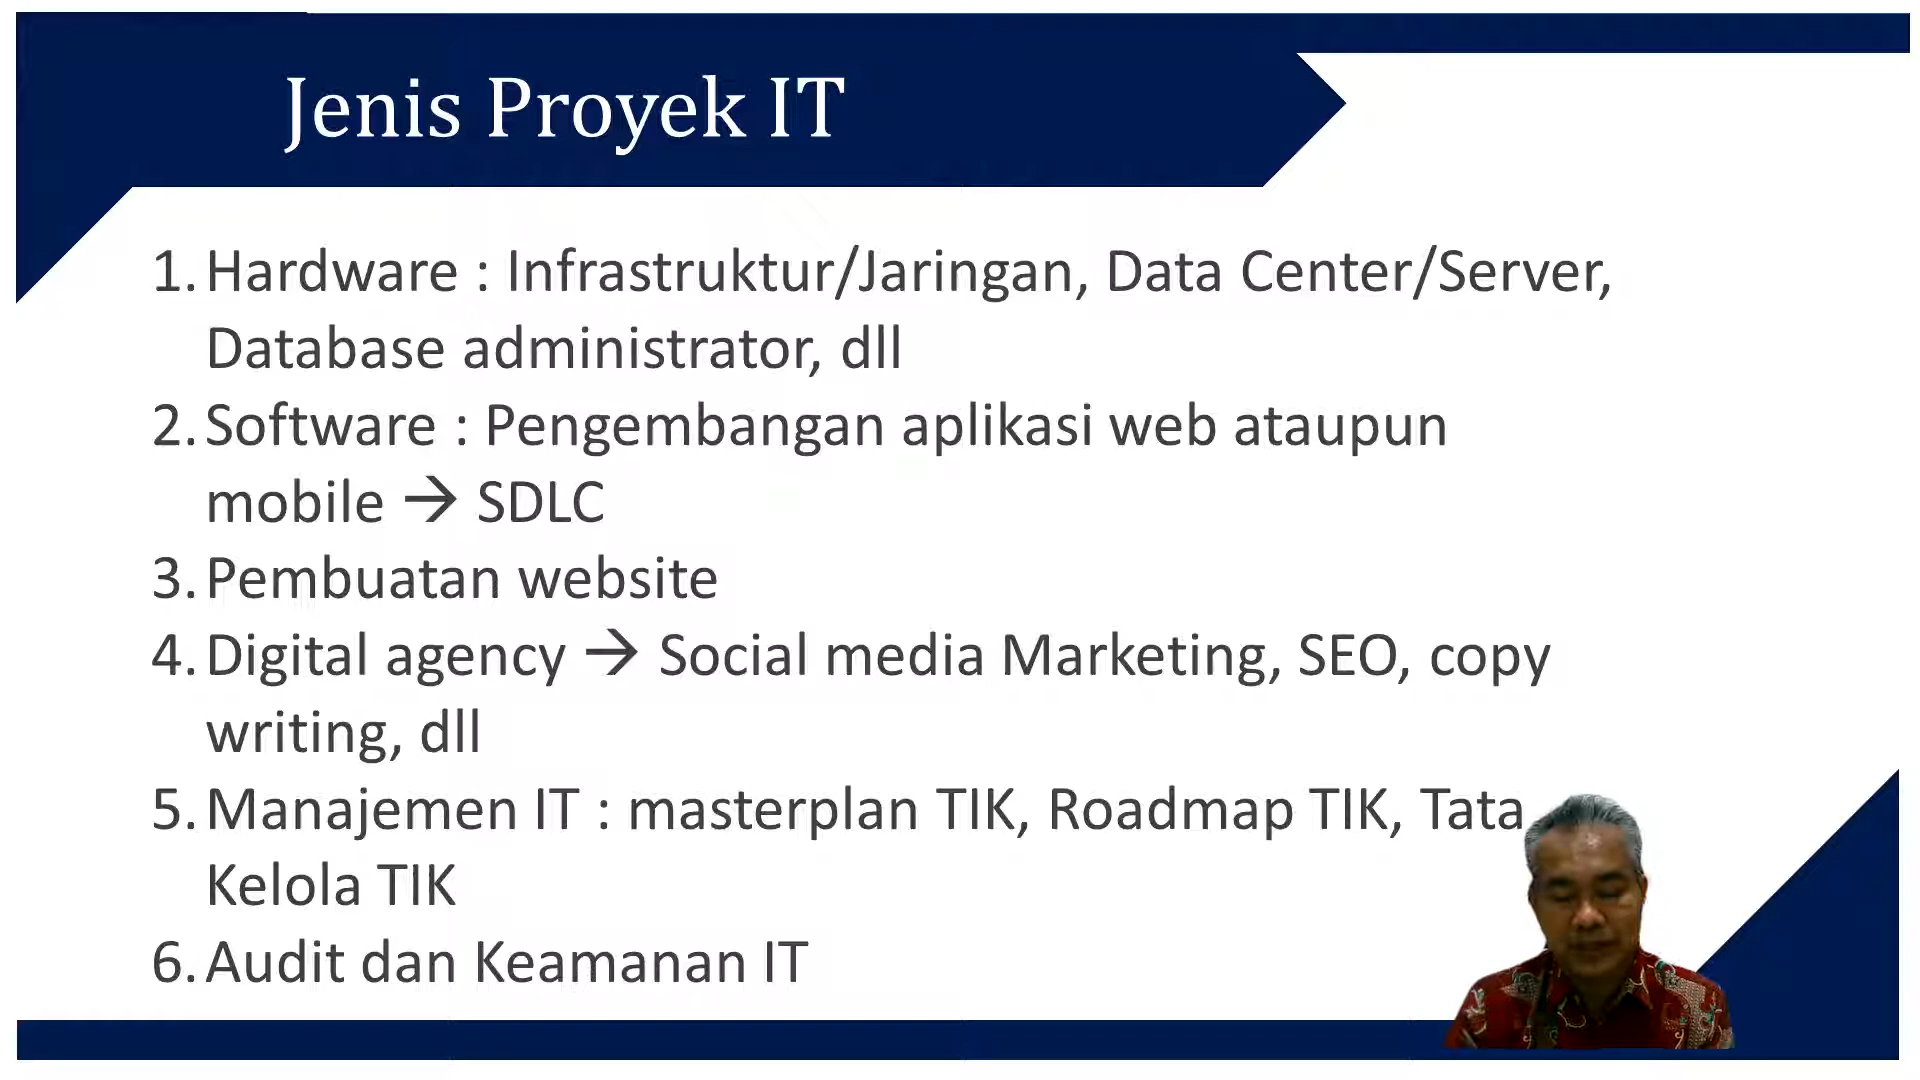 Jenis Proyek IT
1. Hardware : Infrastruktur/Jaringan, Data Center/Server,
Database administrator, dll
2. Software : Pengembangan aplikasi web ataupun
mobile → SDLC
3. Pembuatan website
4. Digital agency → Social media Marketing, SEO, copy
writing, dll
5. Manajemen IT : masterplan TIK, Roadmap TIK, Tata
Kelola TIK
6. Audit dan Keamanan IT